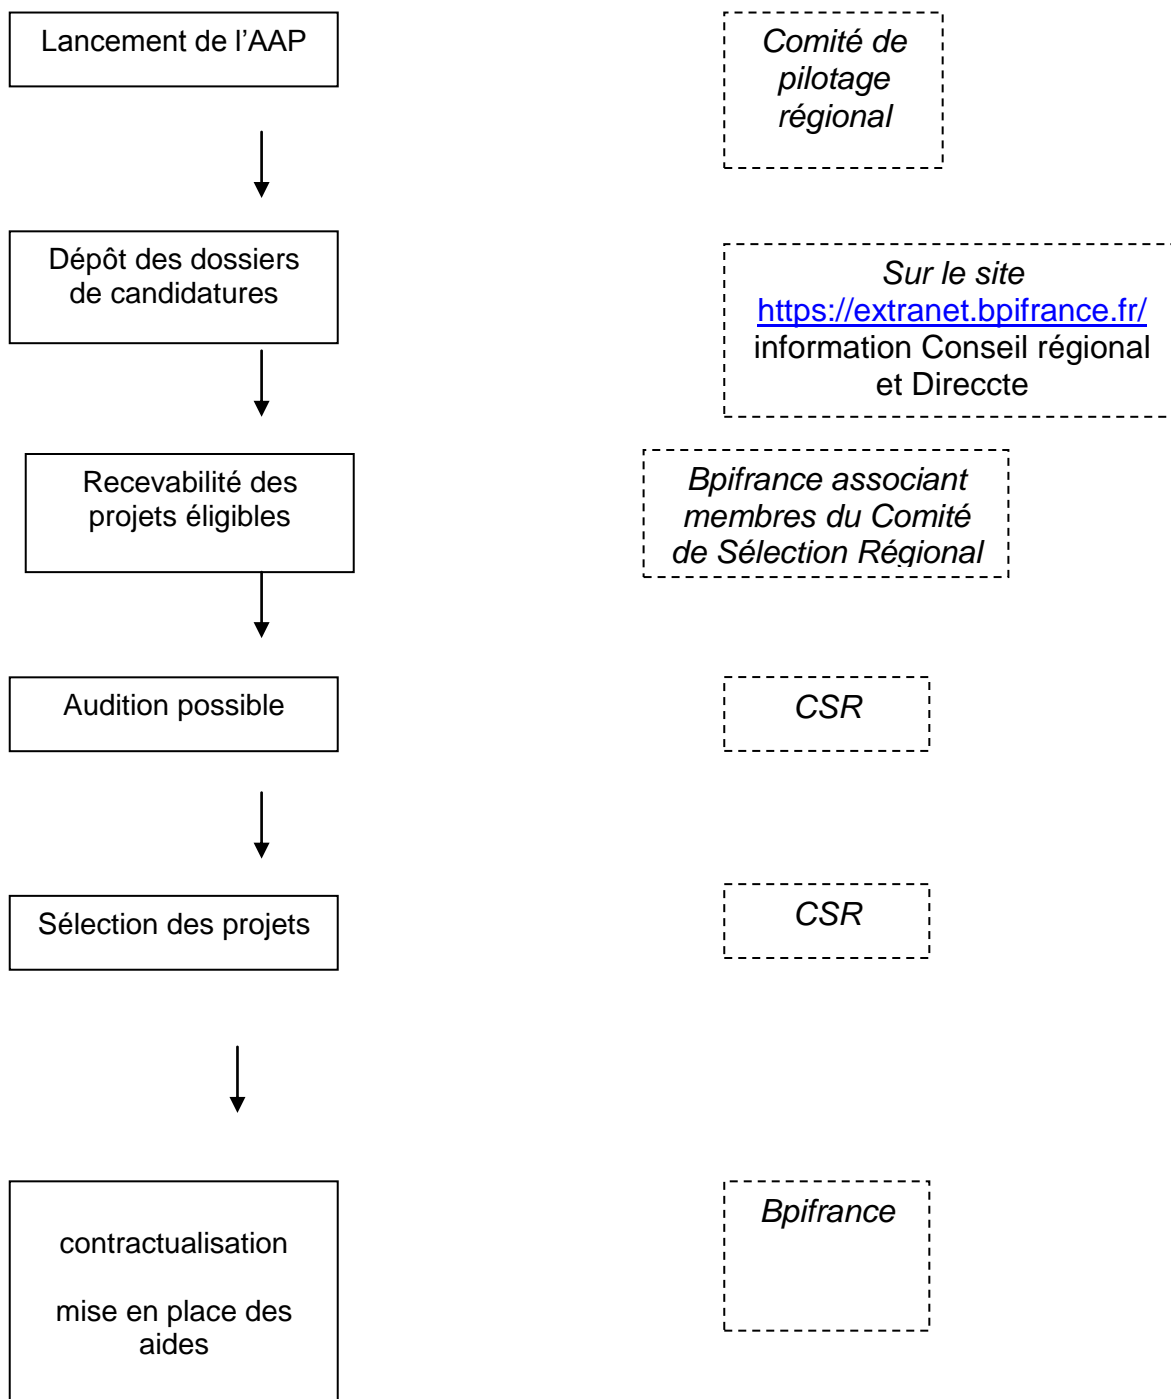 Lancement de l’AAP
Comité de
pilotage
régional
Dépôt des dossiers
de candidatures
Sur le site
https://extranet.bpifrance.fr/
information Conseil régional
et Direccte
Recevabilité des
projets éligibles
Bpifrance associant
membres du Comité
de Sélection Régional
Audition possible
CSR
Sélection des projets
CSR
contractualisation
mise en place des
aides
Bpifrance